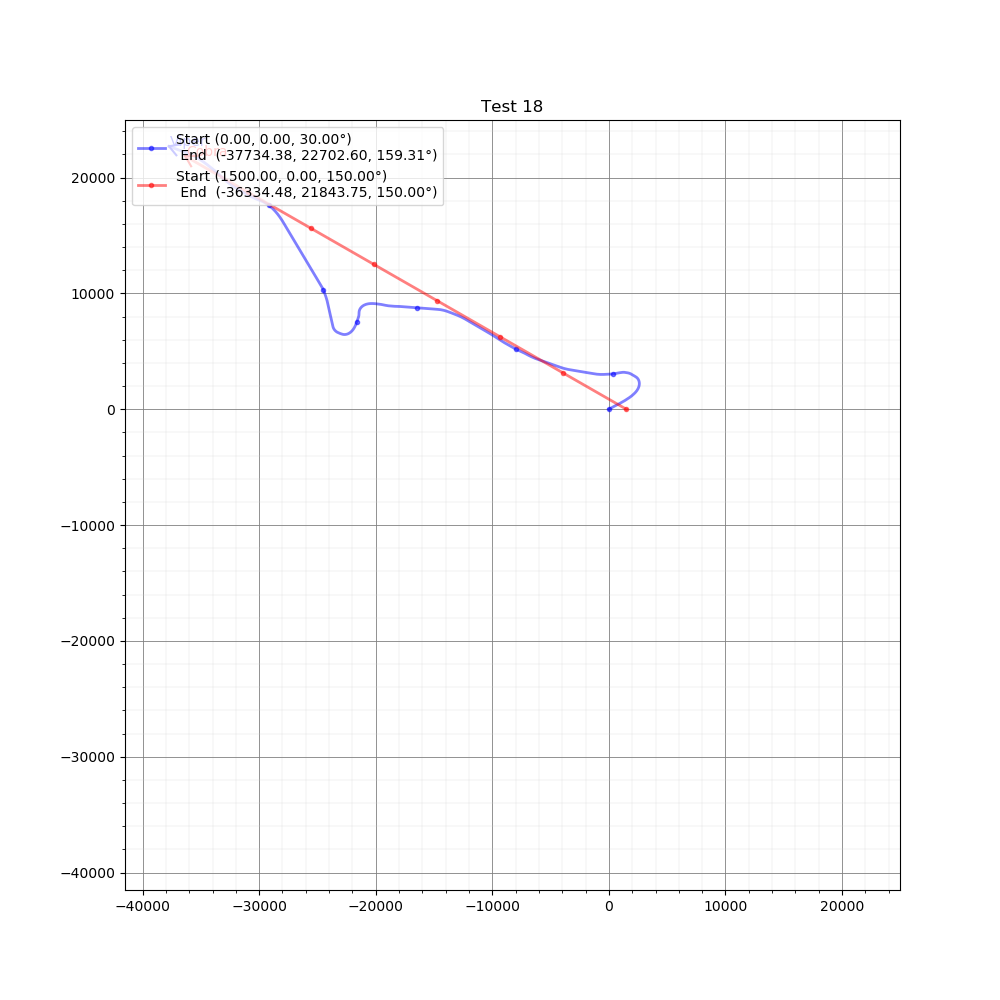 Test 18
Start (0.00, 0.00, 30.00°)
End  (-37734.38, 22702.60, 159.31°)
Start (1500.00, 0.00, 150.00°)
End  (-36334.48, 21843.75, 150.00°)
20000
10000
0
−10000
−20000
−30000
−40000
−40000 −30000 −20000 −10000 0 10000 20000